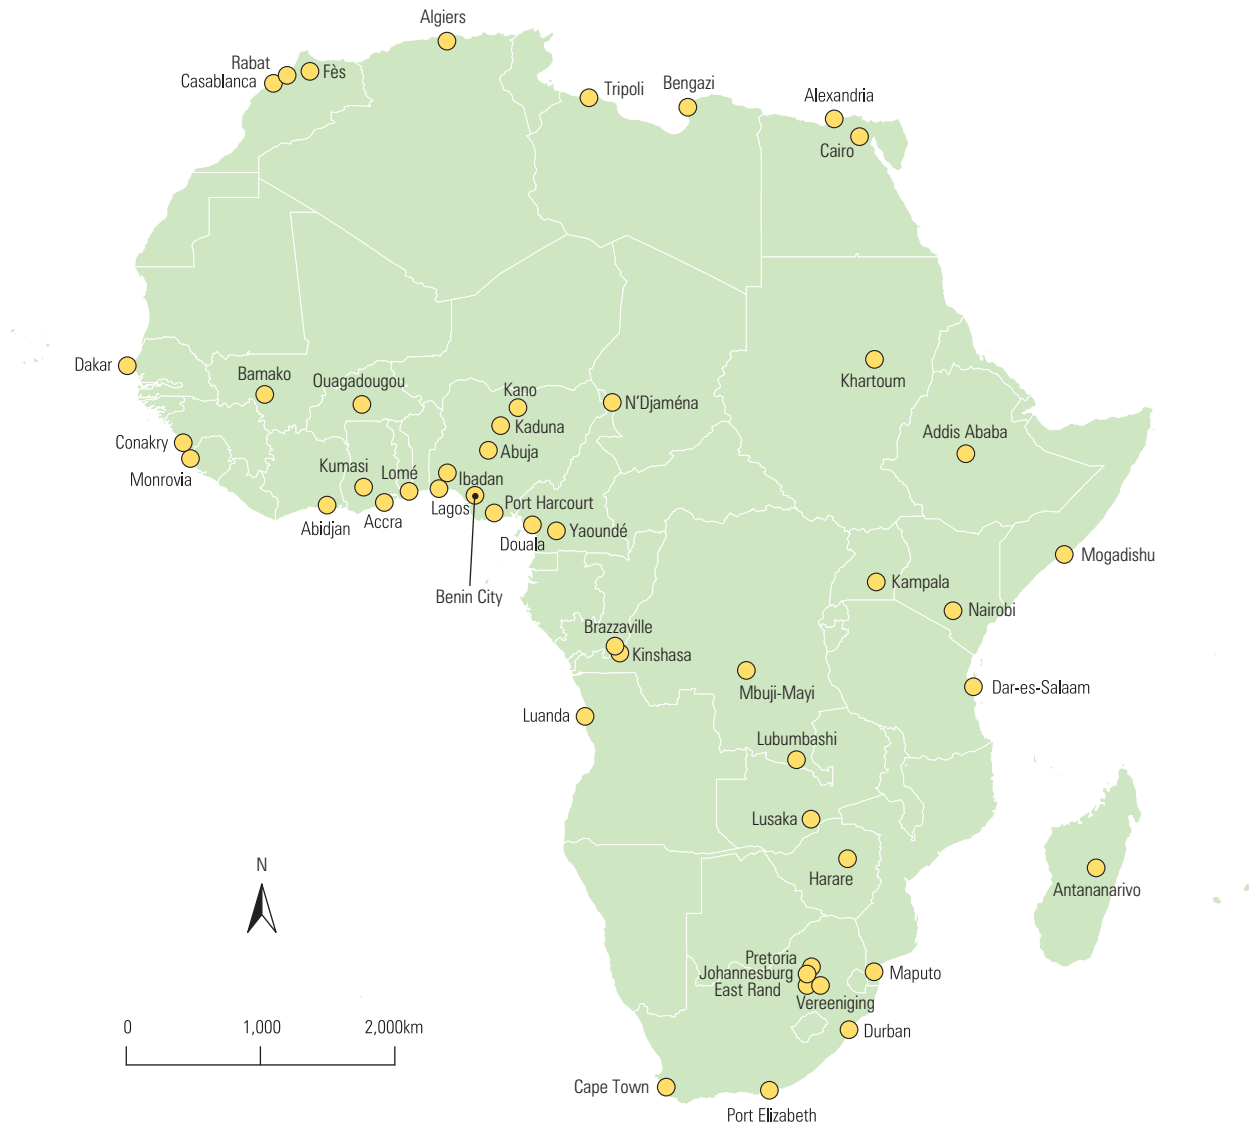 Algiers
Rabat
Casablanca
Fès
Tripoli
Bengazi
Alexandria
Cairo
Dakar
Bamako
Ouagadougou
Kano
N'Djaména
Khartoum
Kaduna
Addis Ababa
Conakry
Abuja
Monrovia
Kumasi
Lomé
Ibadan
Lagos
Port Harcourt
Abidjan
Accra
Douala
Yaoundé
Mogadishu
Benin City
Kampala
Nairobi
Brazzaville
Kinshasa
Mbuji-Mayi
Dar-es-Salaam
Luanda
Lubumbashi
Lusaka
N
Harare
Antananarivo
Pretoria
Johannesburg
East Rand
Vereeniging
Maputo
0 1,000 2,000km
Durban
Cape Town
Port Elizabeth